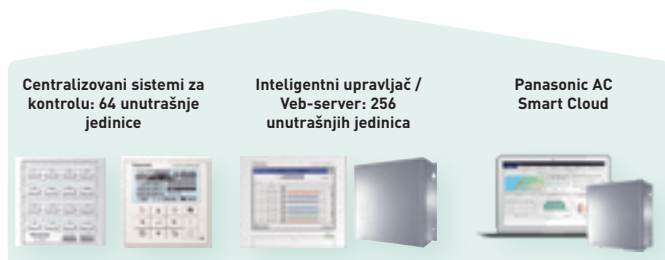 Centralizovani sistemi za
kontrolu: 64 unutrašnje
jedinice
Inteligentni upravljač /
Veb-server: 256
unutrašnjih jedinica
Panasonic AC
Smart Cloud